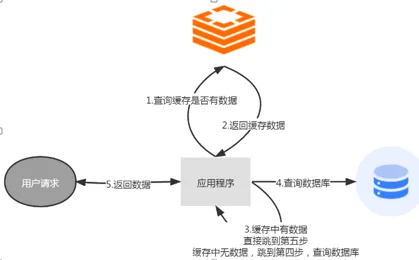 1.查询缓存是否有数据
2.返回缓存数据
用户请求
5.返回数据
应用程序
4.查询数据库
3.缓存中有数据
直接跳到第五步
缓存中无数据，跳到第四步，查询数据库